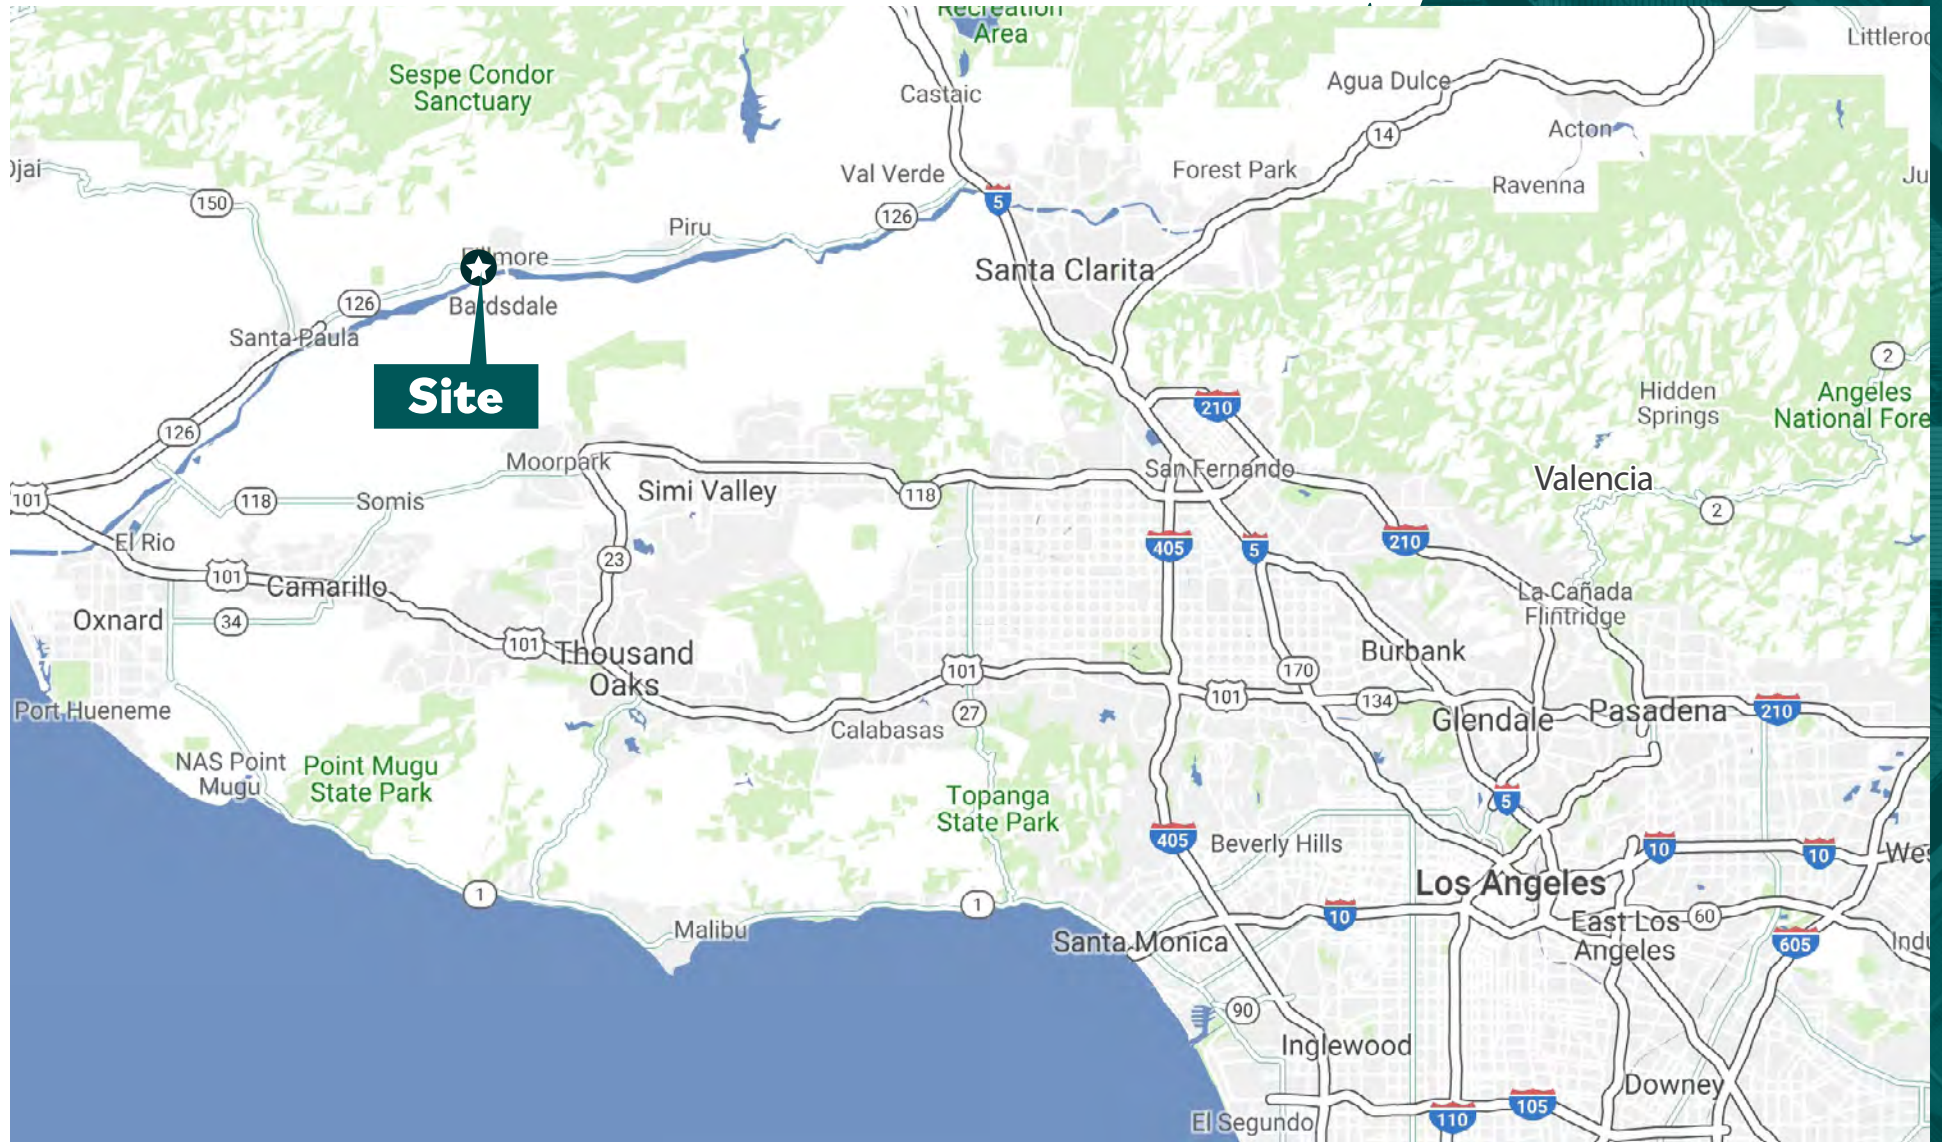 Recreation
Area
Littleroc
Sespe Condor
Sanctuary
Castaic
Agua Dulce
14
Acton
Ojai
150
Val Verde
Forest Park
Ravenna
Ju
5
126
Piru
Fillmore
Santa Clarita
126
Bardsdale
Santa Paula
2
Site
210
Hidden
Springs
Angeles
National Fore
126
Moorpark
San Fernando
Valencia
101
118
Somis
Simi Valley
118
2
El Rio
405
5
210
23
101
Camarillo
La Cañada
Flintridge
Oxnard
34
101
Thousand
Oaks
101
170
Burbank
101
134
Port Hueneme
27
Calabasas
Glendale
Pasadena
210
NAS Point
Mugu
Point Mugu
State Park
Topanga
State Park
5
405
Beverly Hills
10
10
Wes
Los Angeles
1
1
10
East Los
Angeles
60
Malibu
Santa Monica
605
Indu
90
Inglewood
Downey
El Segundo
110
105